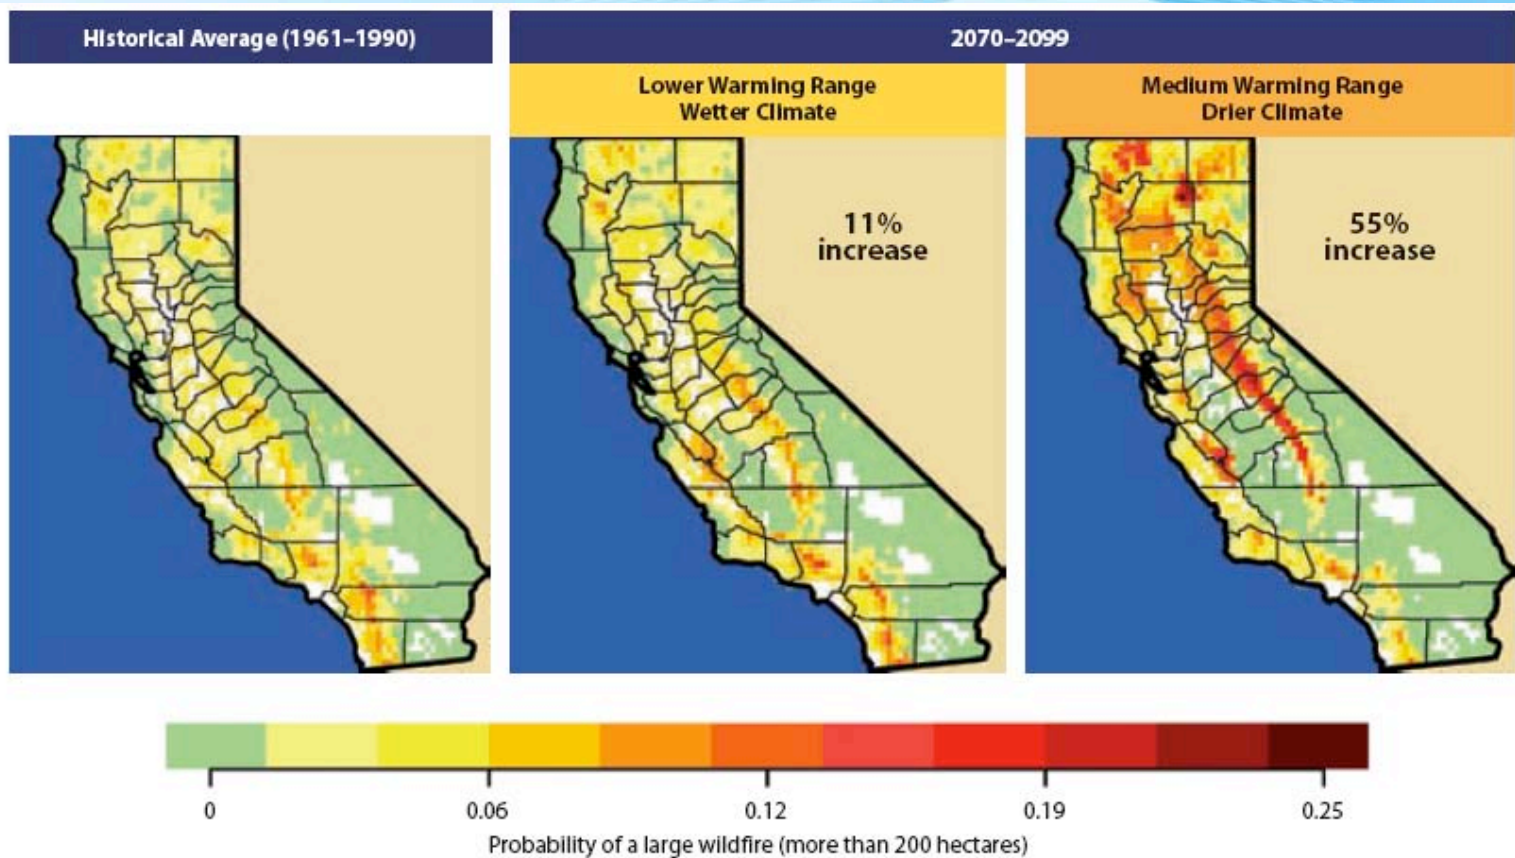 Historical Average (1961–1990)
2070–2099
Lower Warming Range
Wetter Climate
Medium Warming Range
Drier Climate
11%
increase
55%
increase
0
0.06
0.12
0.19
0.25
Probability of a large wildfire (more than 200 hectares)